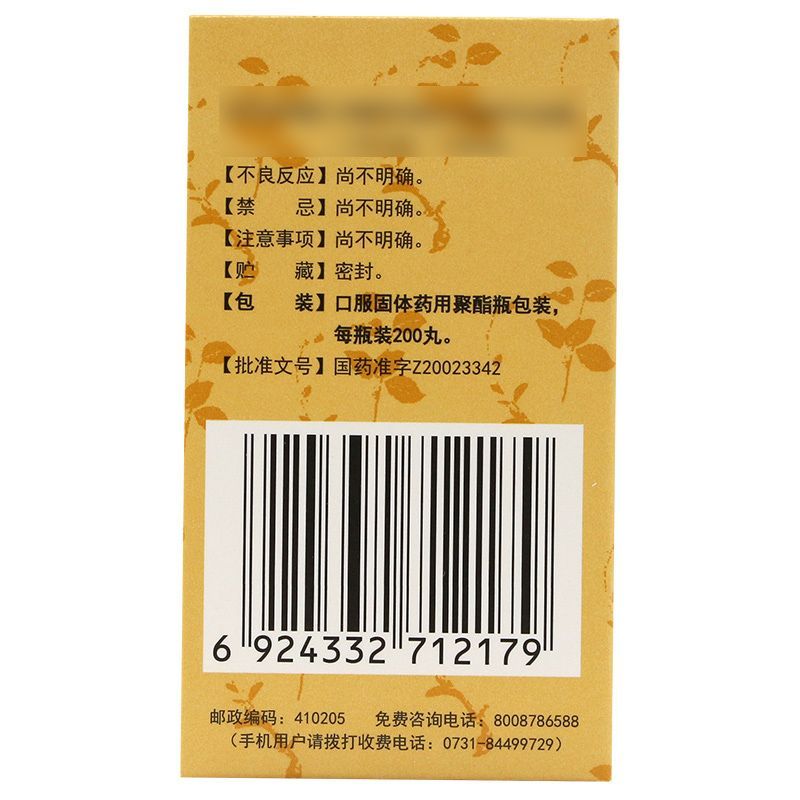 【不良反应】尚不明确。
【禁　　忌】尚不明确。
【注意事项】尚不明确。
【贮　　藏】密封。
【包　　装】口服固体药用聚酯瓶包装，
每瓶装200丸。
【批准文号】国药准字Z20023342
6 924332 712179
邮政编码：410205　免费咨询电话：8008786588
（手机用户请拨打收费电话：0731-84499729）